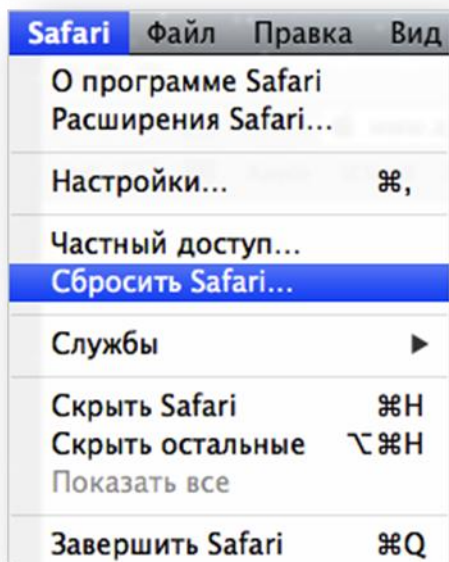 Safari Файл Правка Вид
О программе Safari
Расширения Safari...
Настройки... ⌘,
Частный доступ...
Сбросить Safari...
Службы ▶
Скрыть Safari ⌘H
Скрыть остальные ⌥⌘H
Показать все
Завершить Safari ⌘Q